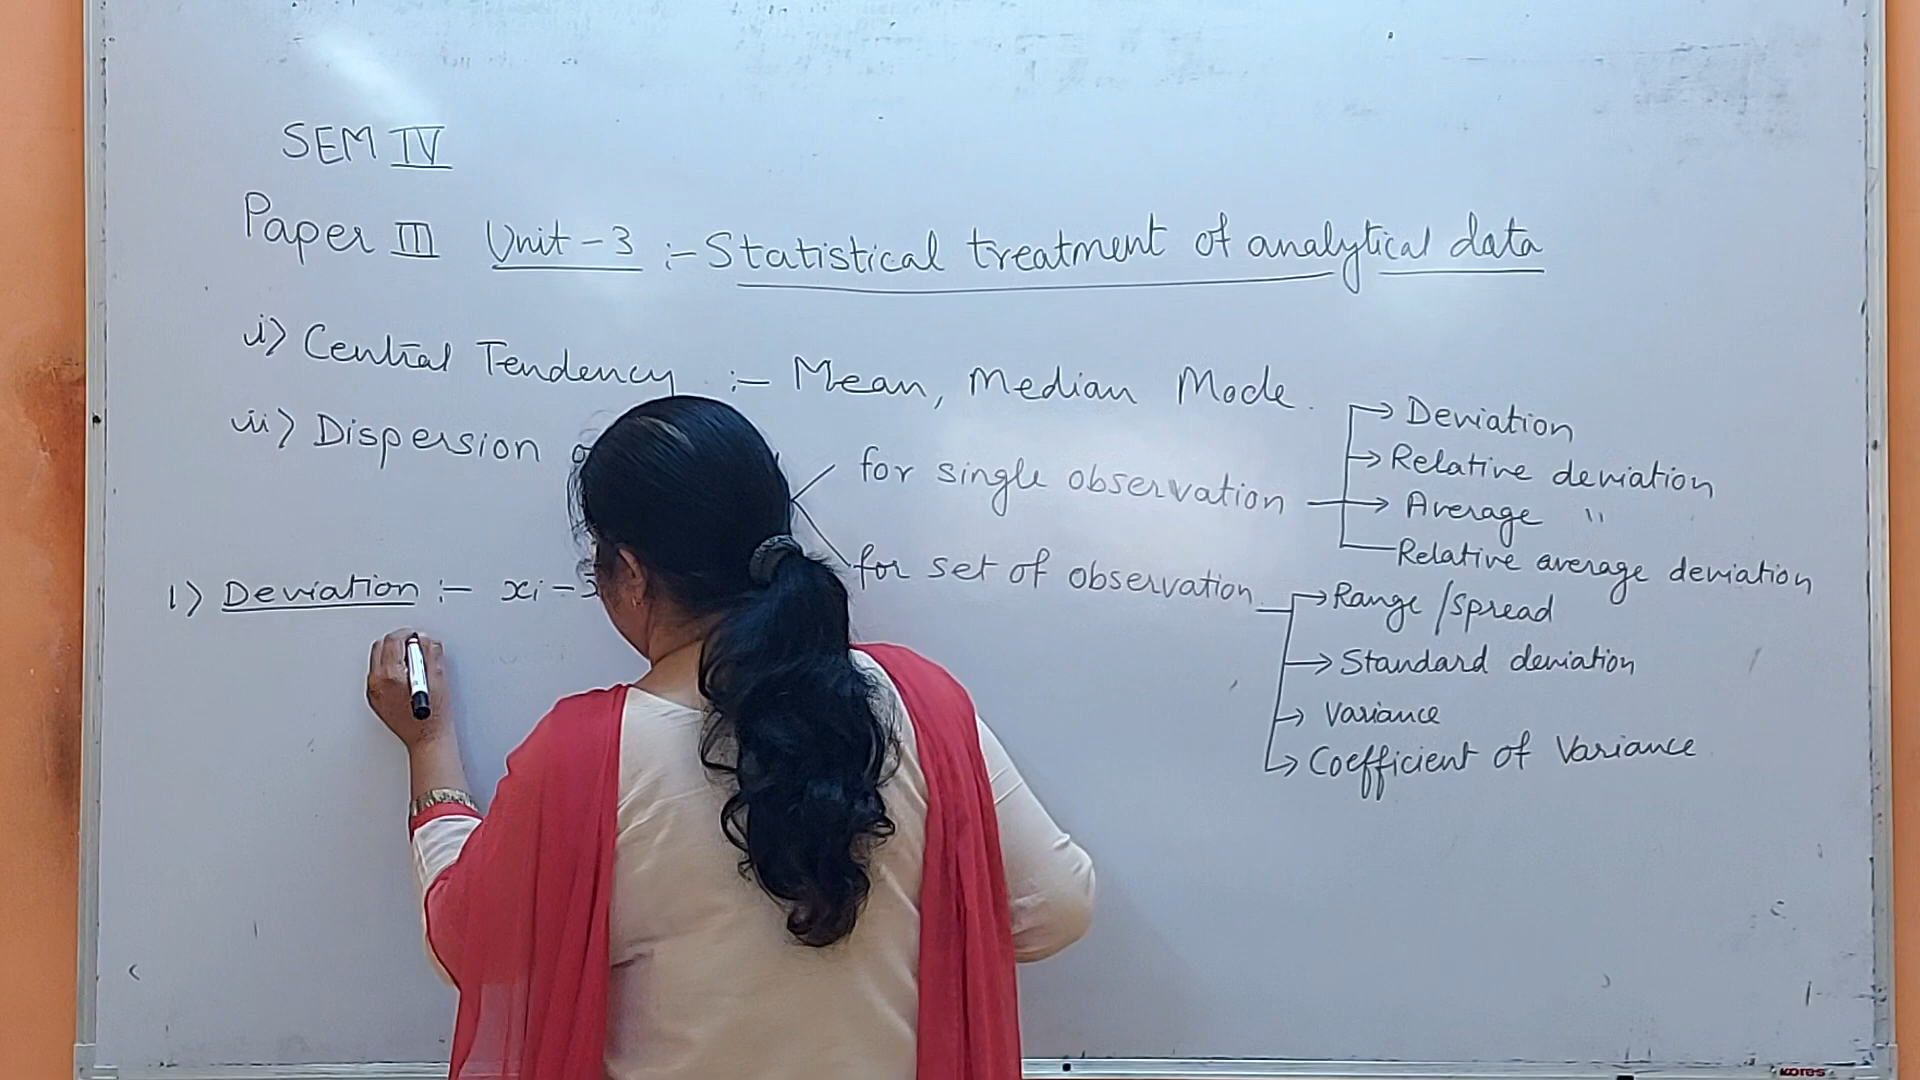 SEM IV
Paper III Unit-3 :- Statistical treatment of analytical data
i) Central Tendency :- Mean, Median Mode.
ii) Dispersion
for single observation
→ Deviation
→ Relative deviation
→ Average "
Relative average deviation
for set of observation
→ Range / Spread
→ Standard deviation
→ Variance
→ Coefficient of Variance
1) Deviation :- xi -
KORES